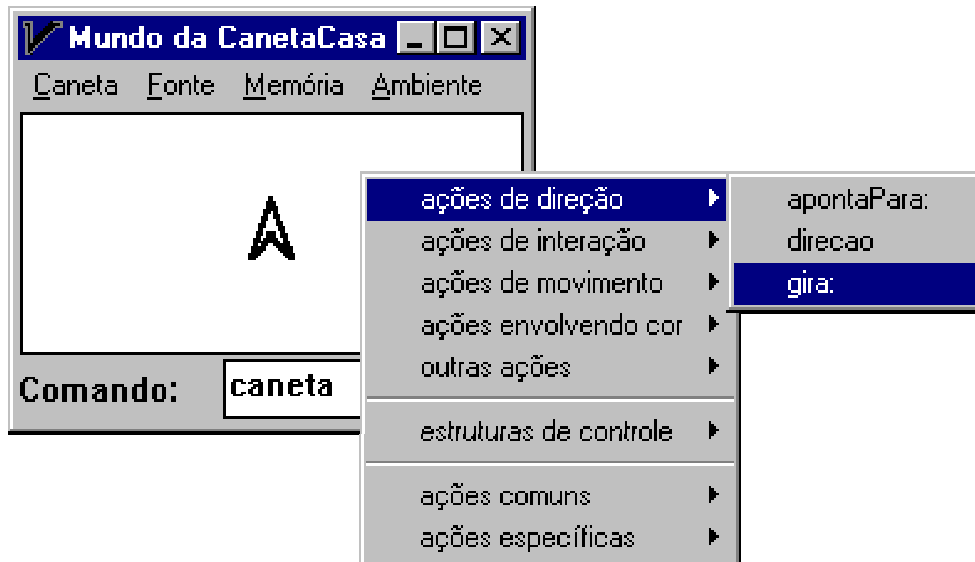 Mundo da CanetaCasa
Caneta Fonte Memória Ambiente
ações de direção
ações de interação
ações de movimento
ações envolvendo cor
outras ações
estruturas de controle
ações comuns
ações específicas
apontaPara:
direcao
gira:
Comando: caneta